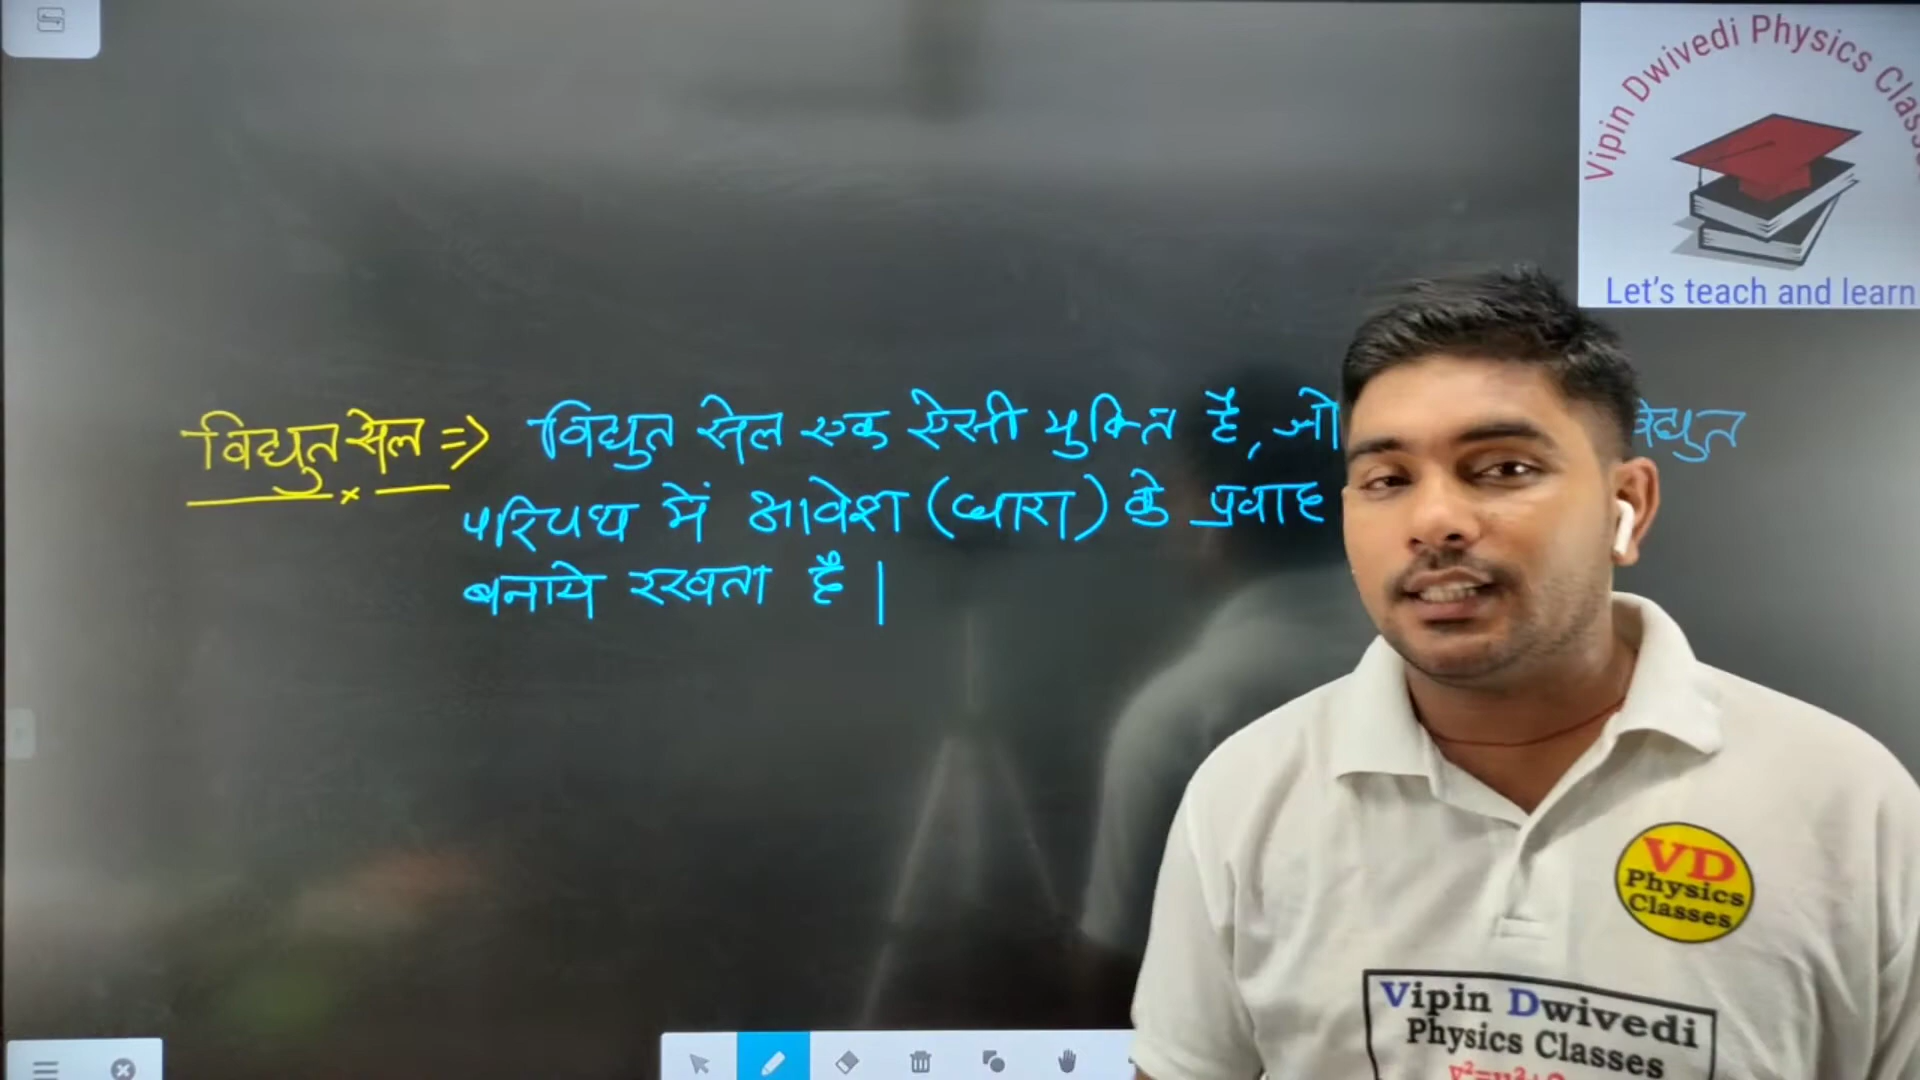 Vipin Dwivedi Physics
Let's teach and learn
विद्युत सेल => विद्युत सेल एक ऐसी युक्ति है, जो
परिपथ में आवेश (धारा) के प्रवाह
बनाये रखता है |
VD
Physics
Classes
Vipin Dwivedi
Physics Classes